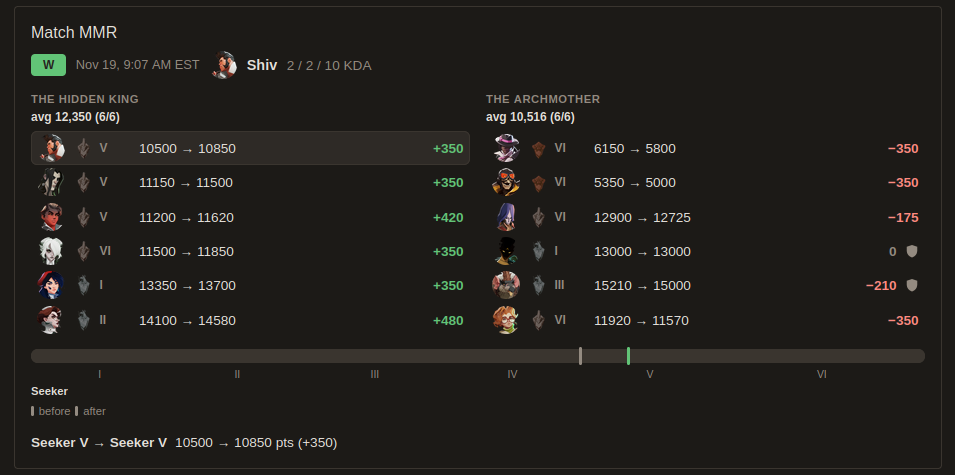 Match MMR
W Nov 19, 9:07 AM EST Shiv 2 / 2 / 10 KDA
THE HIDDEN KING
avg 12,350 (6/6)
V 10500 → 10850 +350
V 11150 → 11500 +350
V 11200 → 11620 +420
VI 11500 → 11850 +350
I 13350 → 13700 +350
II 14100 → 14580 +480
THE ARCHMOTHER
avg 10,516 (6/6)
VI 6150 → 5800 −350
VI 5350 → 5000 −350
VI 12900 → 12725 −175
I 13000 → 13000 0
III 15210 → 15000 −210
VI 11920 → 11570 −350
I II III IV V VI
Seeker
before after
Seeker V → Seeker V 10500 → 10850 pts (+350)